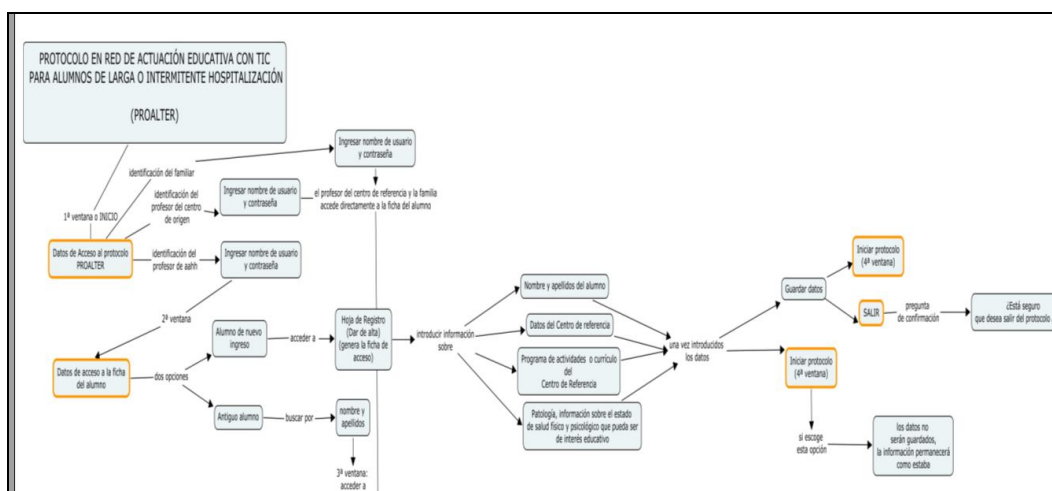 PROTOCOLO EN RED DE ACTUACIÓN EDUCATIVA CON TIC
PARA ALUMNOS DE LARGA O INTERMITENTE HOSPITALIZACIÓN
(PROALTER)
Ingresar nombre de usuario
y contraseña
identificación del familiar
identificación del
profesor del centro
de origen
Ingresar nombre de usuario
y contraseña
el profesor del centro de referencia y la familia
accede directamente a la ficha del alumno
1ª ventana o INICIO
Datos de Acceso al protocolo
PROALTER
identificación del
profesor de aahh
Ingresar nombre de usuario
y contraseña
2ª ventana
Datos de acceso a la ficha
del alumno
dos opciones
Alumno de nuevo
ingreso
acceder a
Hoja de Registro
(Dar de alta)
(genera la ficha de
acceso)
Antiguo alumno
buscar por
nombre y
apellidos
3ª ventana:
acceder a
introducir información
sobre
Nombre y apellidos del alumno
Datos del Centro de referencia
Programa de actividades o currículo
del
Centro de Referencia
Patología, información sobre el estado
de salud físico y psicológico que pueda ser
de interés educativo
una vez introducidos
los datos
Guardar datos
Iniciar protocolo
(4ª ventana)
SALIR
pregunta
de confirmación
¿Está seguro
que desea salir del protocolo
Iniciar protocolo
(4ª ventana)
si escoge
esta opción
los datos no
serán guardados,
la información permanecerá
como estaba